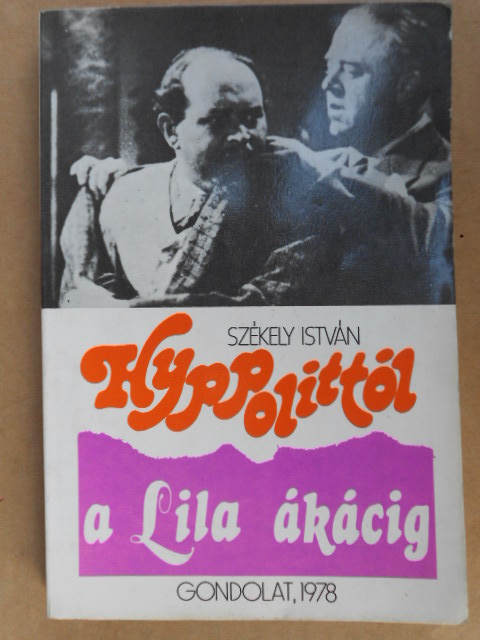 SZÉKELY ISTVÁN
Hyppolittól
a Lila ákácig
GONDOLAT, 1978